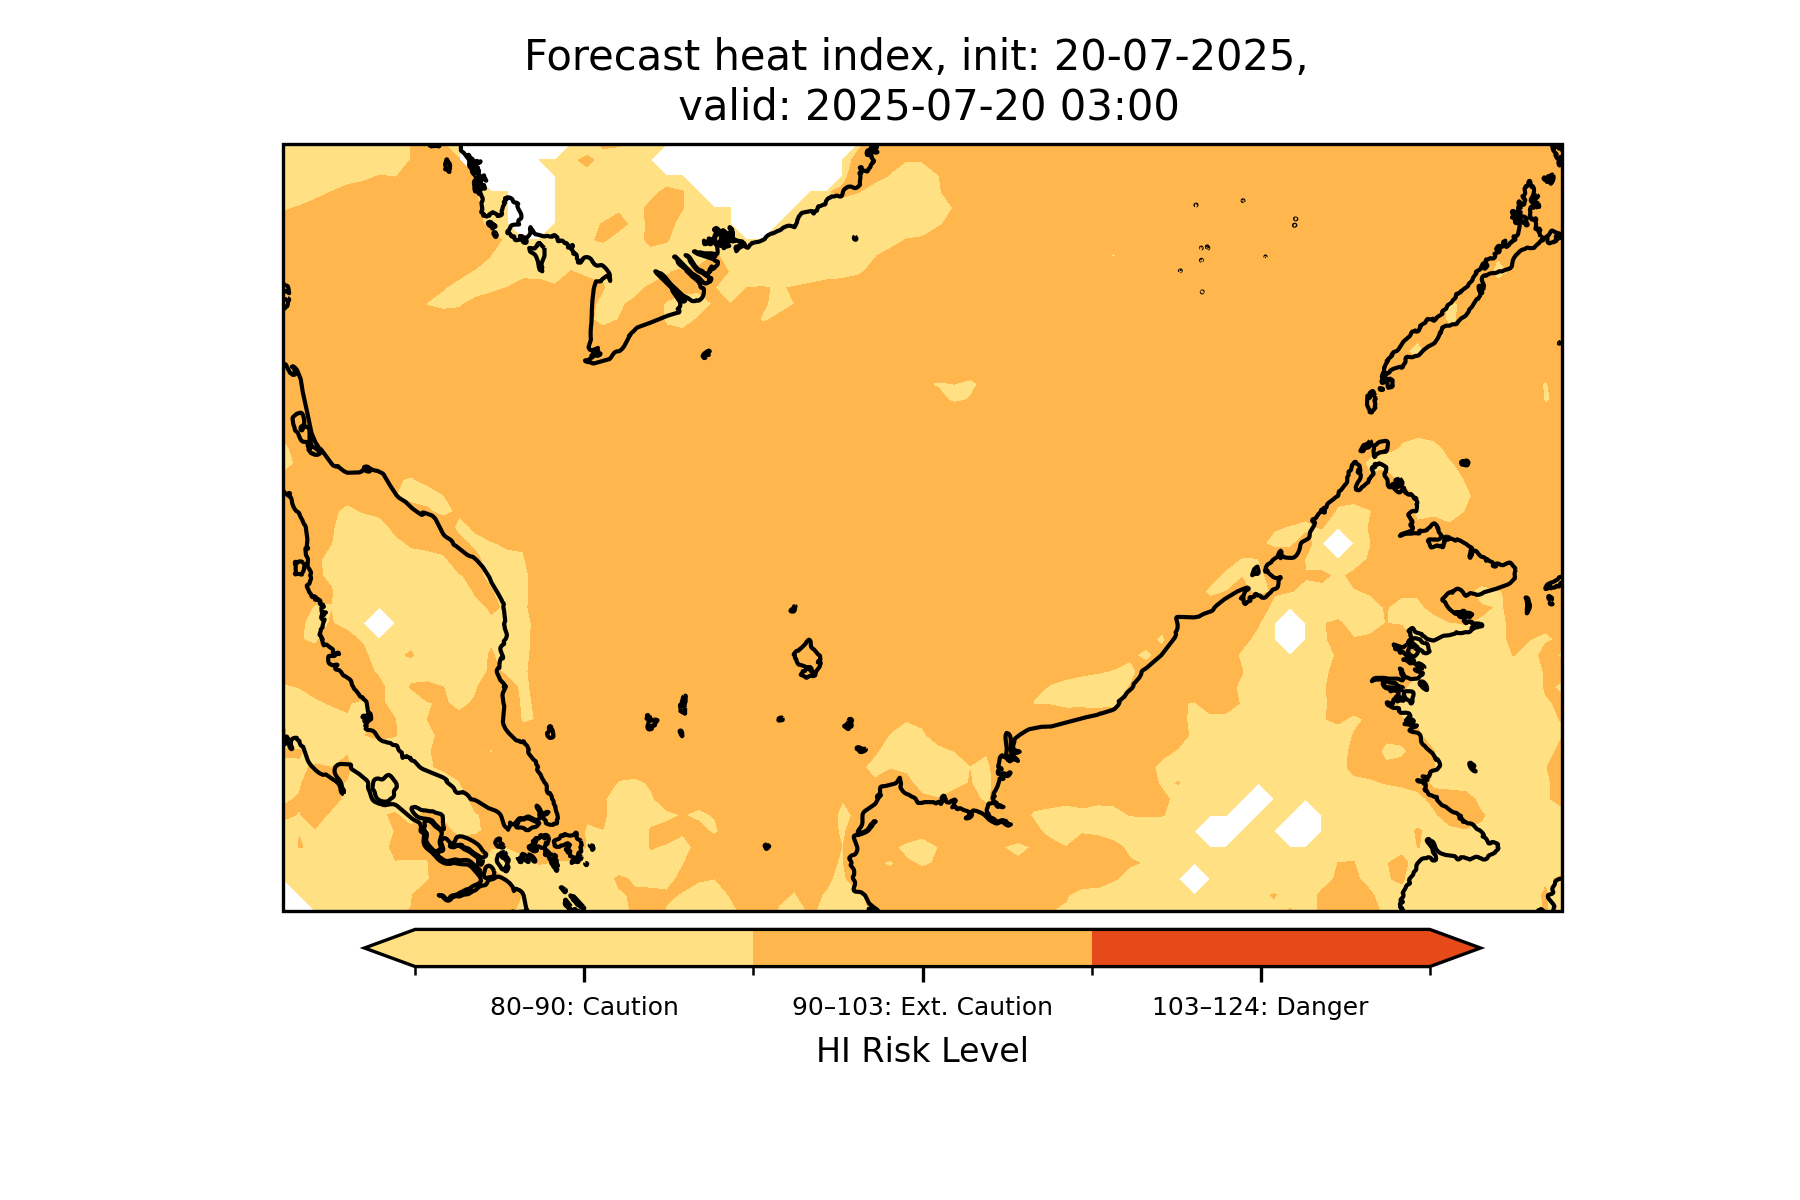 Forecast heat index, init: 20-07-2025,
valid: 2025-07-20 03:00
80–90: Caution
90–103: Ext. Caution
103–124: Danger
HI Risk Level